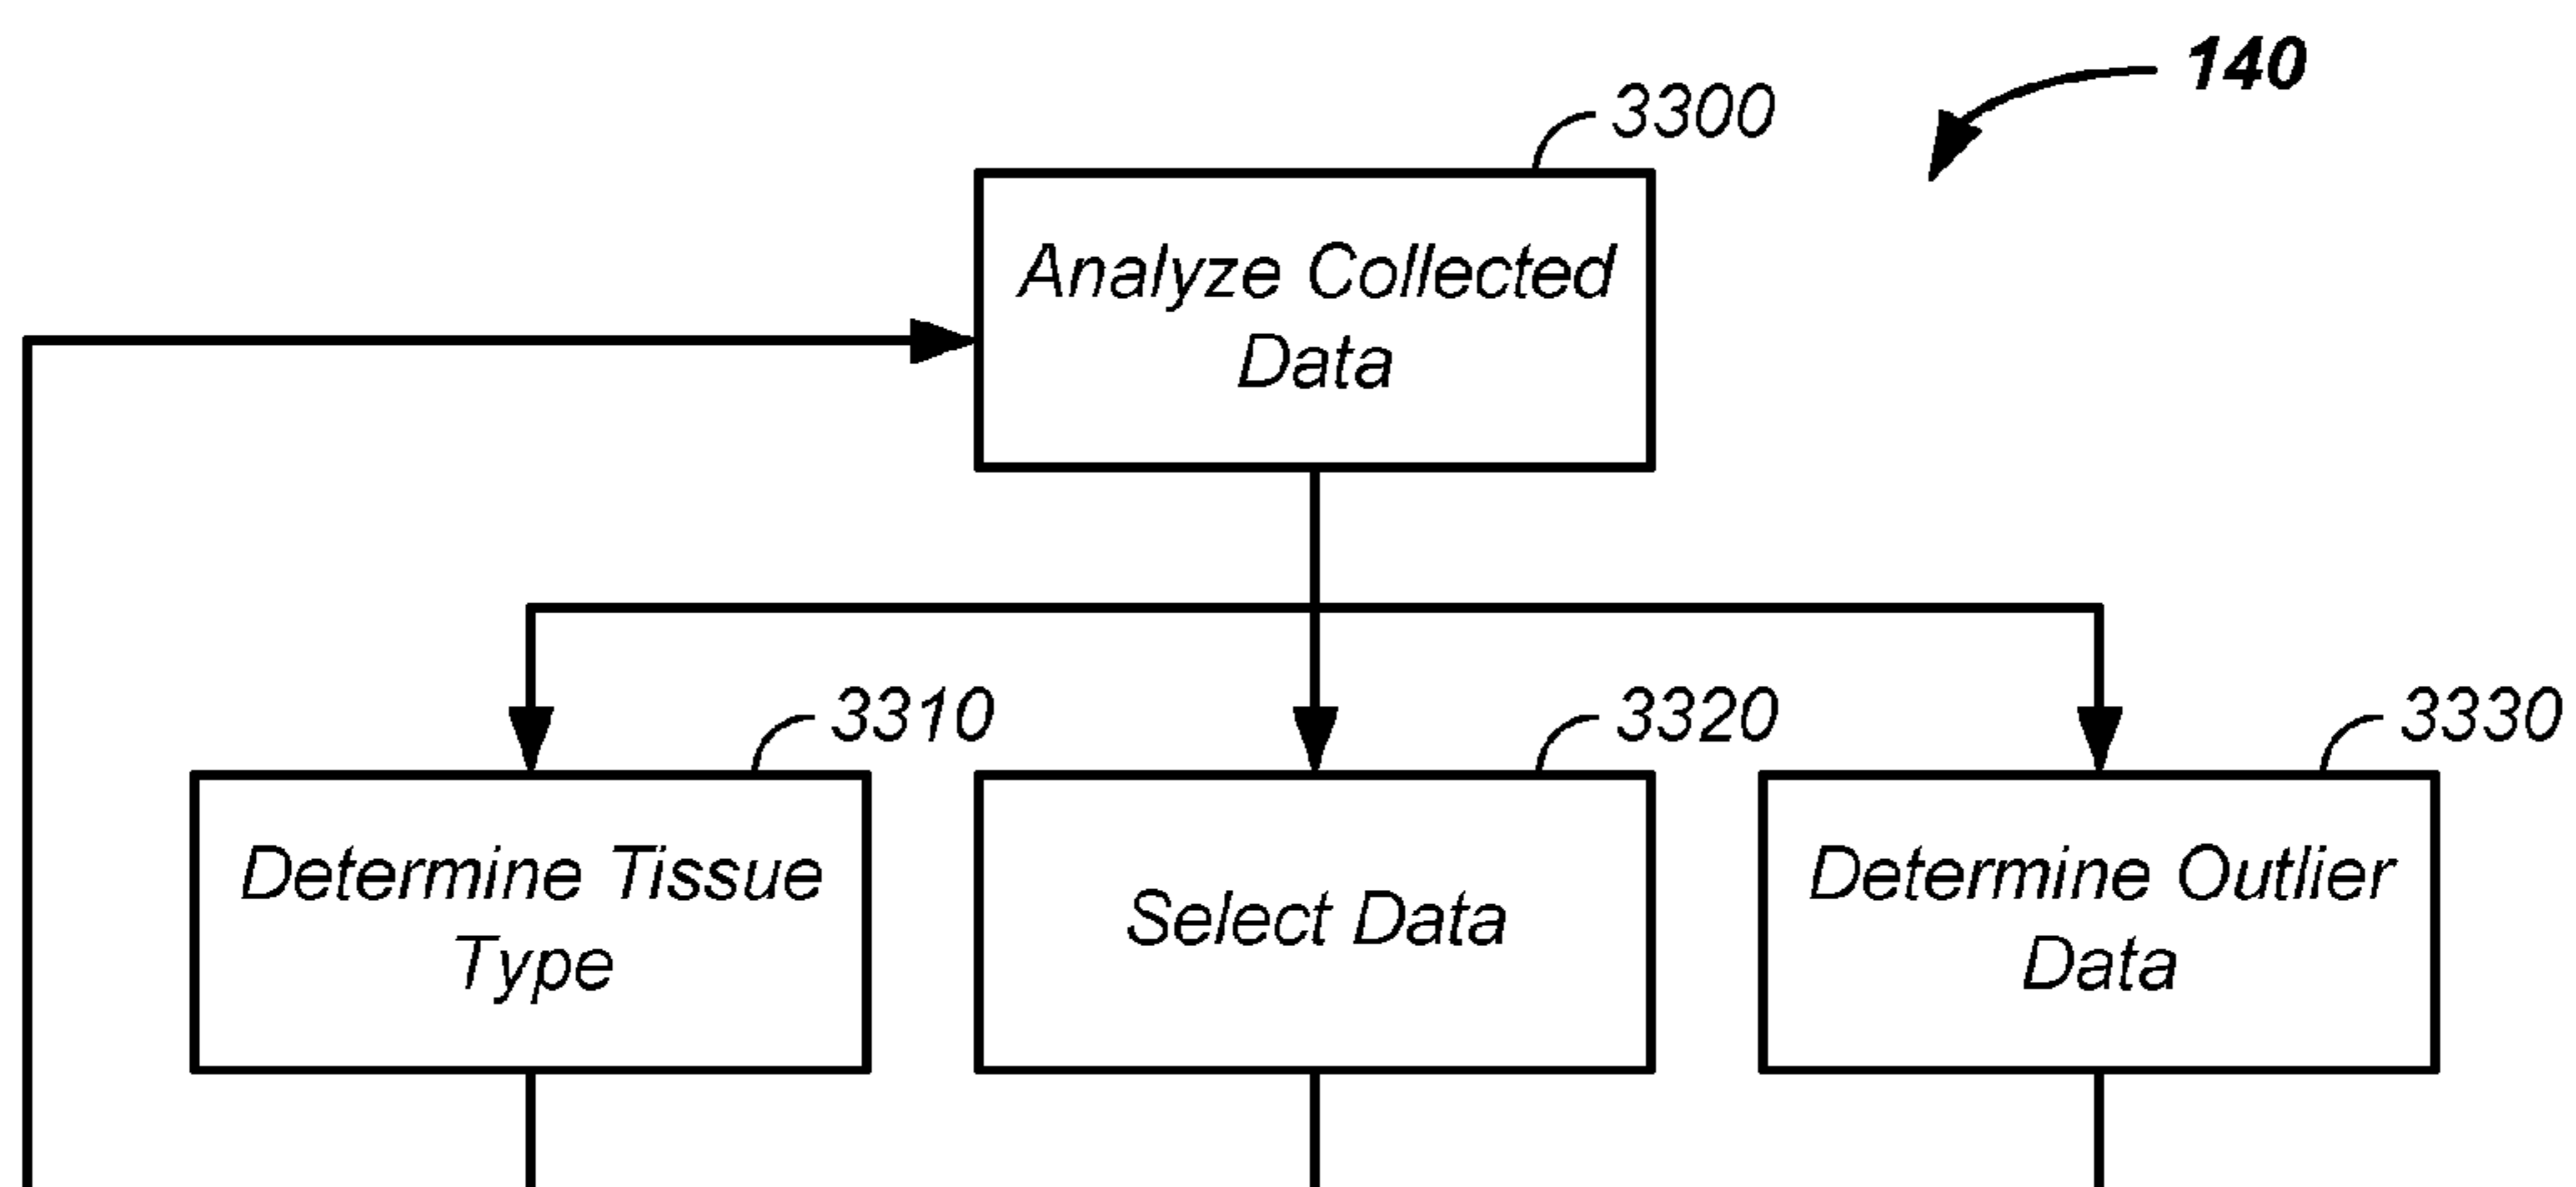 140
3300
Analyze Collected
Data
3310
3320
3330
Determine Tissue
Type
Select Data
Determine Outlier
Data